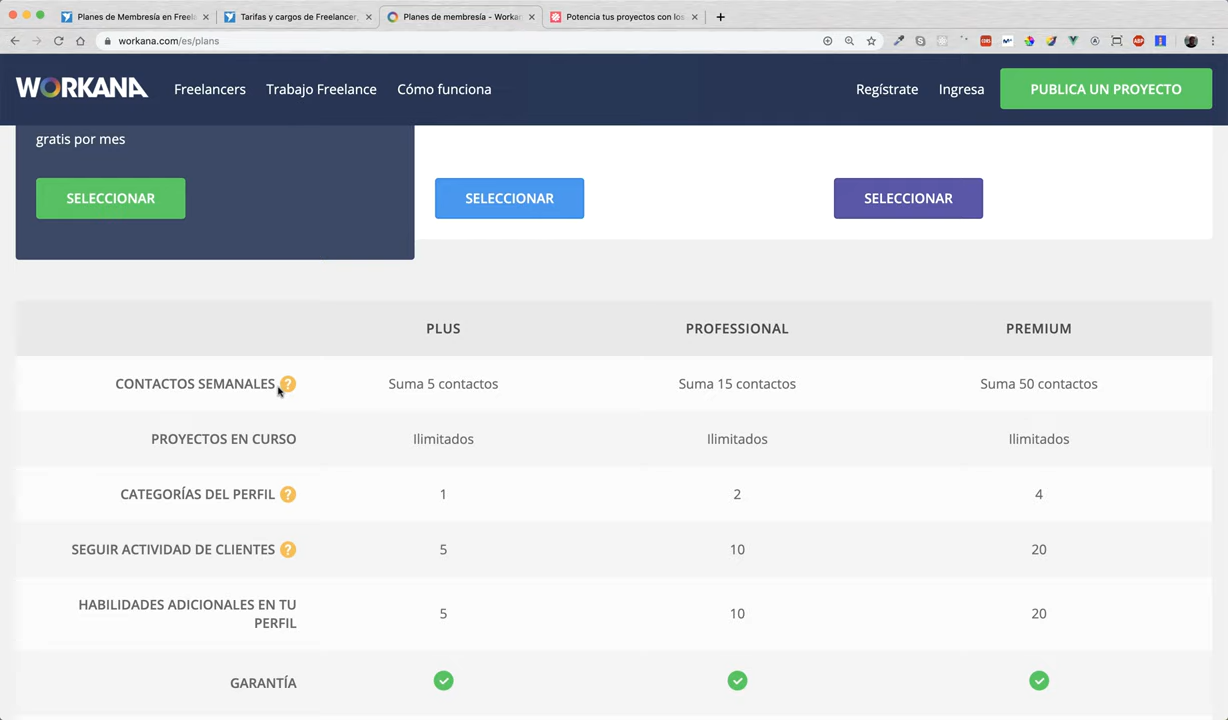 Planes de Membresía en Freel
Tarifas y cargos de Freelancer,
Planes de membresía - Workan
Potencia tus proyectos con los
workana.com/es/plans
WORKANA
Freelancers
Trabajo Freelance
Cómo funciona
Regístrate
Ingresa
PUBLICA UN PROYECTO
gratis por mes
SELECCIONAR
SELECCIONAR
SELECCIONAR
PLUS PROFESSIONAL PREMIUM
CONTACTOS SEMANALES ? Suma 5 contactos Suma 15 contactos Suma 50 contactos
PROYECTOS EN CURSO Ilimitados Ilimitados Ilimitados
CATEGORÍAS DEL PERFIL ? 1 2 4
SEGUIR ACTIVIDAD DE CLIENTES ? 5 10 20
HABILIDADES ADICIONALES EN TU
PERFIL 5 10 20
GARANTÍA